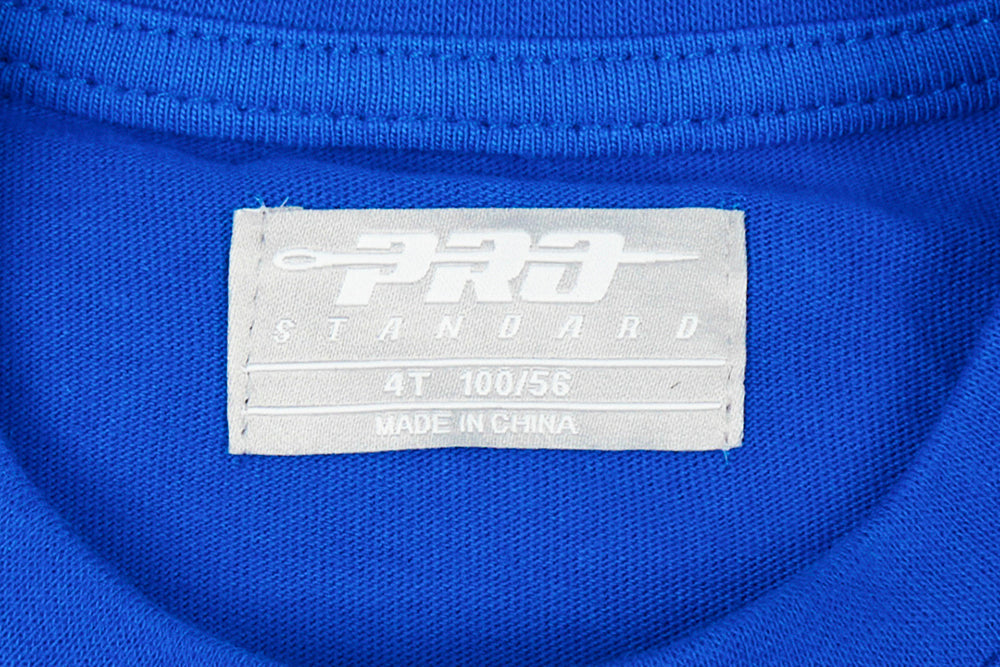 PRO
STANDARD
4T 100/56
MADE IN CHINA